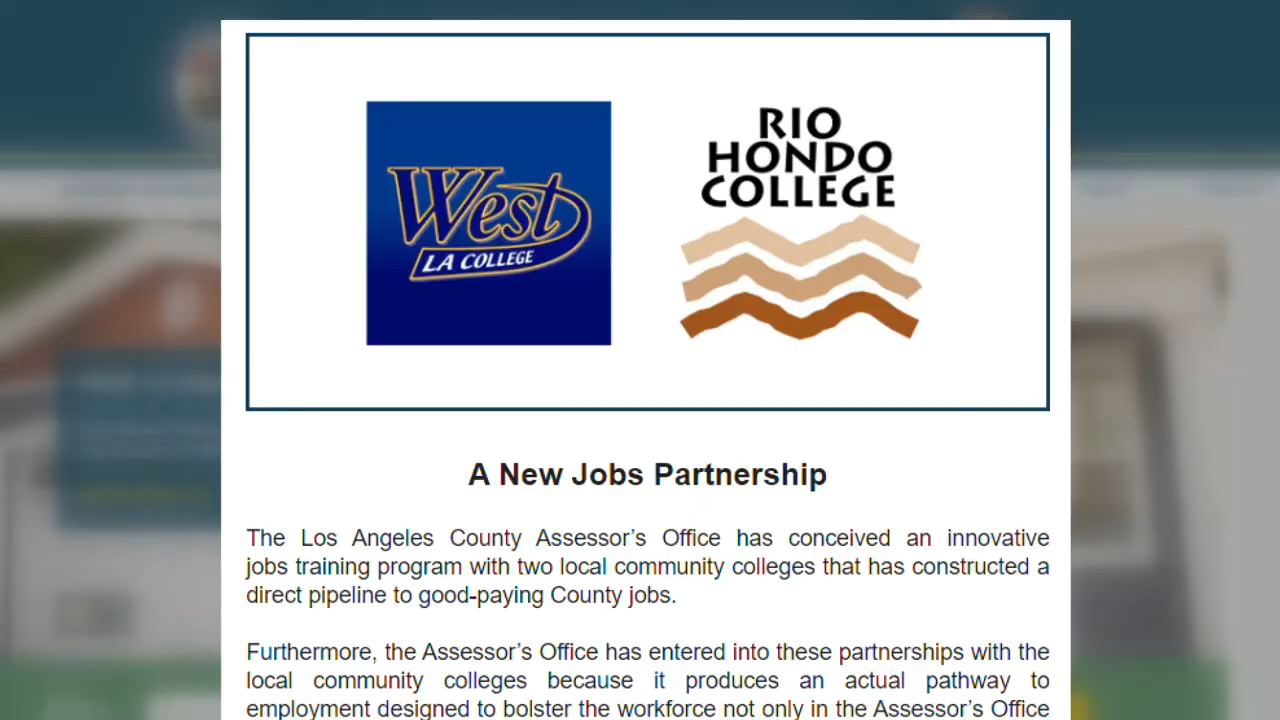 West
LA COLLEGE
RIO
HONDO
COLLEGE
A New Jobs Partnership
The Los Angeles County Assessor’s Office has conceived an innovative
jobs training program with two local community colleges that has constructed a
direct pipeline to good-paying County jobs.
Furthermore, the Assessor’s Office has entered into these partnerships with the
local community colleges because it produces an actual pathway to
employment designed to bolster the workforce not only in the Assessor’s Office